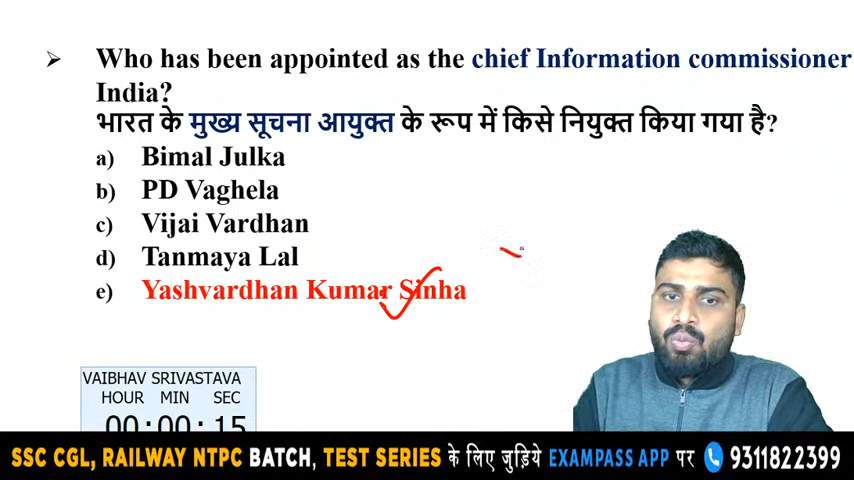 ➢ Who has been appointed as the chief Information commissioner
India?
भारत के मुख्य सूचना आयुक्त के रूप में किसे नियुक्त किया गया है?
a) Bimal Julka
b) PD Vaghela
c) Vijai Vardhan
d) Tanmaya Lal
e) Yashvardhan Kumar Sinha
VAIBHAV SRIVASTAVA
HOUR MIN SEC
00:00:15
SSC CGL, RAILWAY NTPC BATCH, TEST SERIES के लिए जुड़िये EXAMPASS APP पर 9311822399